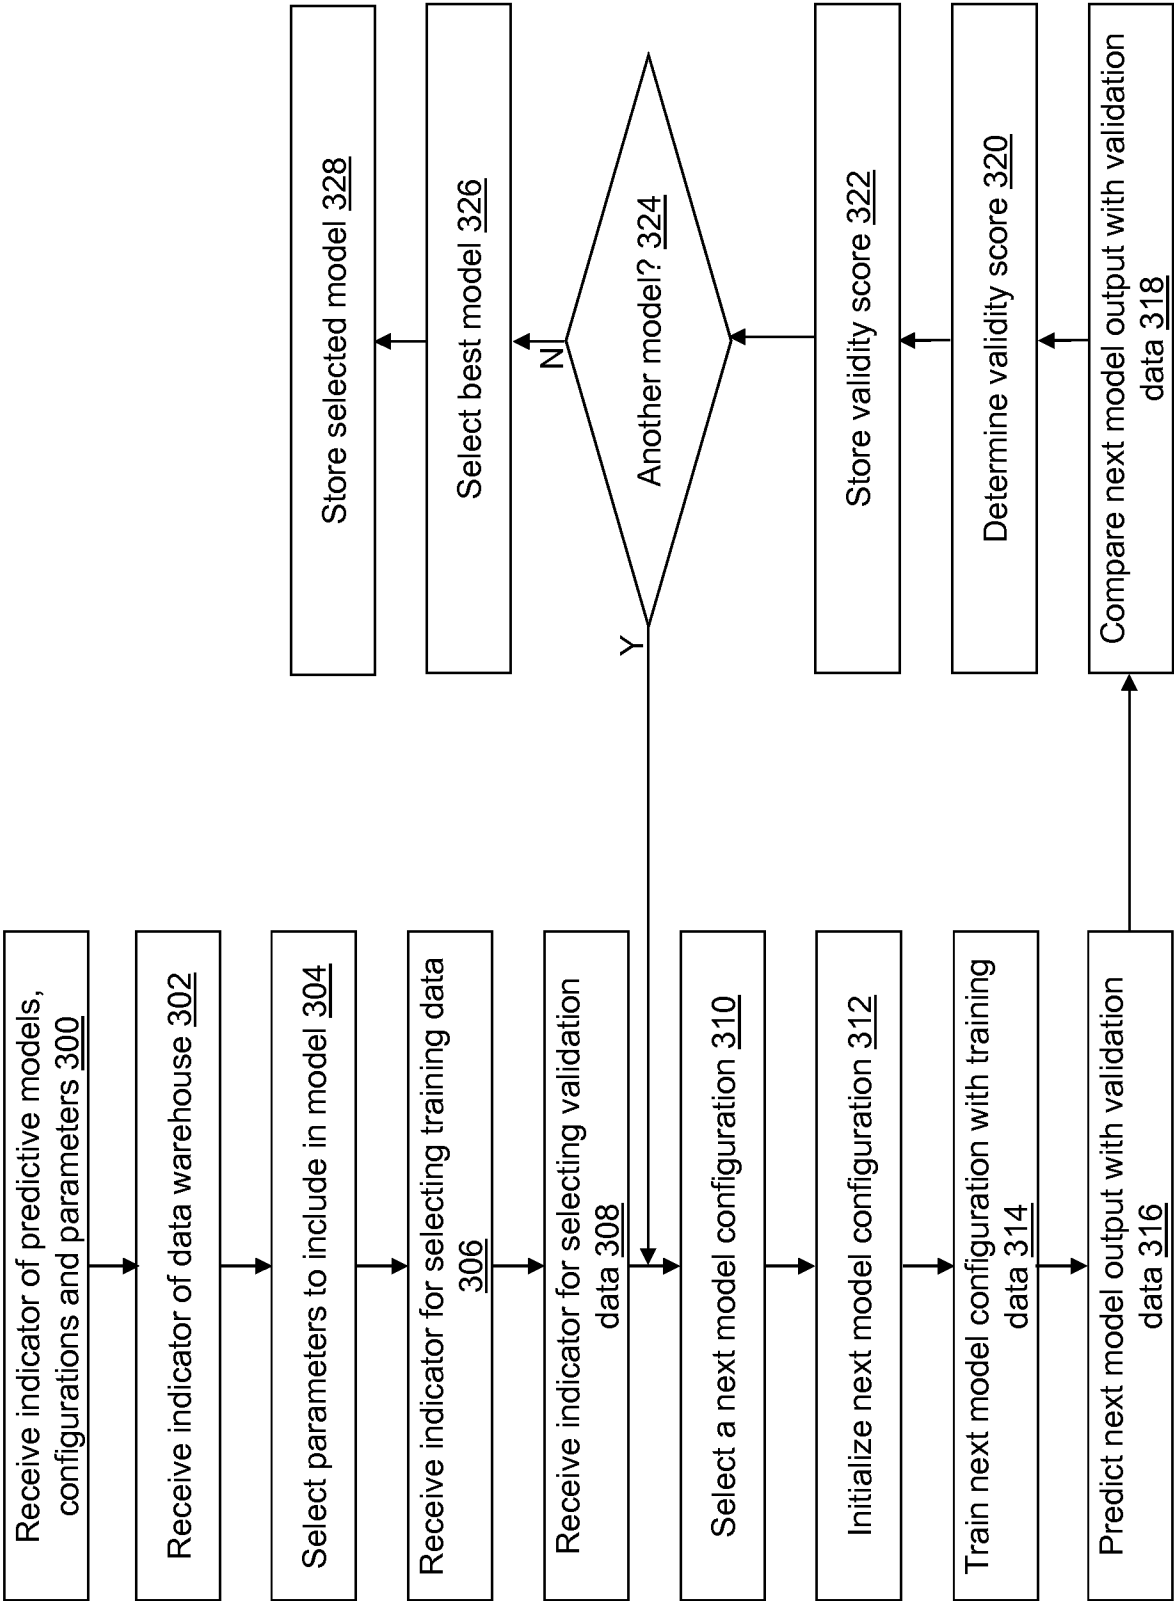 Receive indicator of predictive models,
configurations and parameters 300
Receive indicator of data warehouse 302
Select parameters to include in model 304
Receive indicator for selecting training data
306
Receive indicator for selecting validation
data 308
Select a next model configuration 310
Initialize next model configuration 312
Train next model configuration with training
data 314
Predict next model output with validation
data 316
Compare next model output with validation
data 318
Determine validity score 320
Store validity score 322
Another model? 324
Y
N
Select best model 326
Store selected model 328